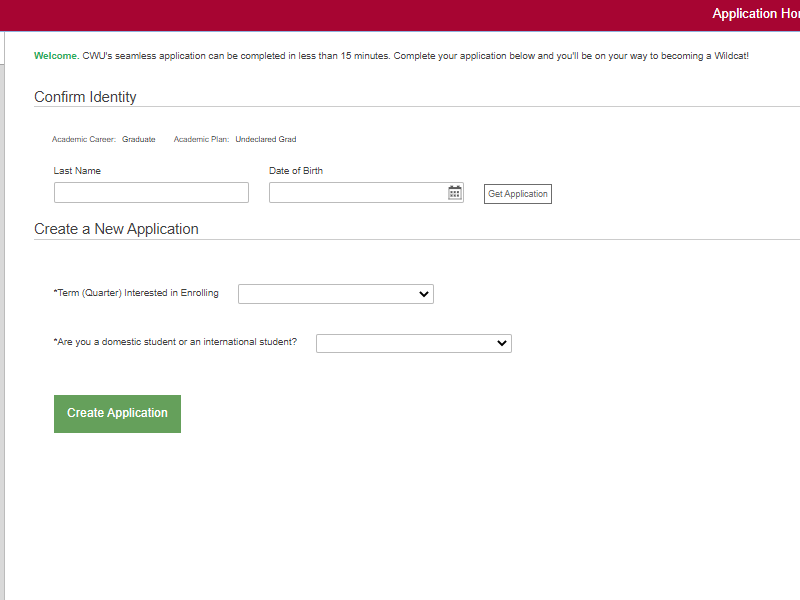 Application
Welcome. CWU's seamless application can be completed in less than 15 minutes. Complete your application below and you'll be on your way to becoming a Wildcat!
Confirm Identity
Academic Career: Graduate Academic Plan: Undeclared Grad
Last Name Date of Birth
Get Application
Create a New Application
*Term (Quarter) Interested in Enrolling
*Are you a domestic student or an international student?
Create Application